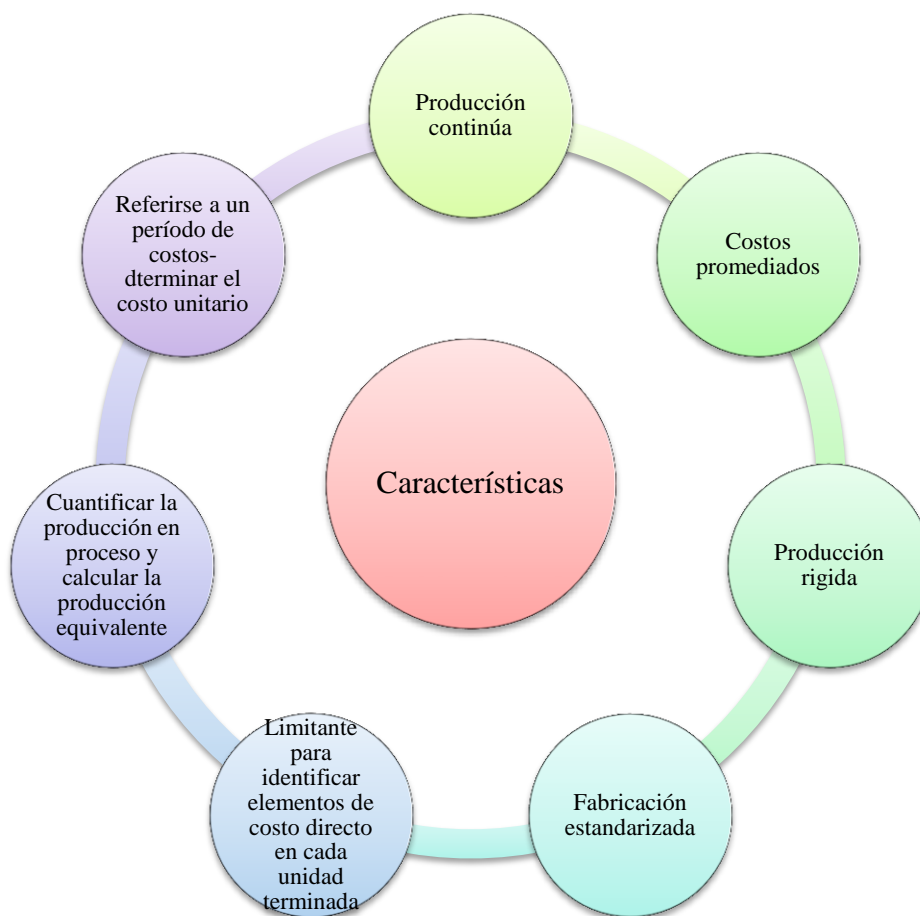 Producción
continúa
Costos
promediados
Producción
rigida
Fabricación
estandarizada
Limitante
para
identificar
elementos de
costo directo
en cada
unidad
terminada
Cuantificar la
producción en
proceso y
calcular la
producción
equivalente
Referirse a un
período de
costos-
dterminar el
costo unitario
Característicás